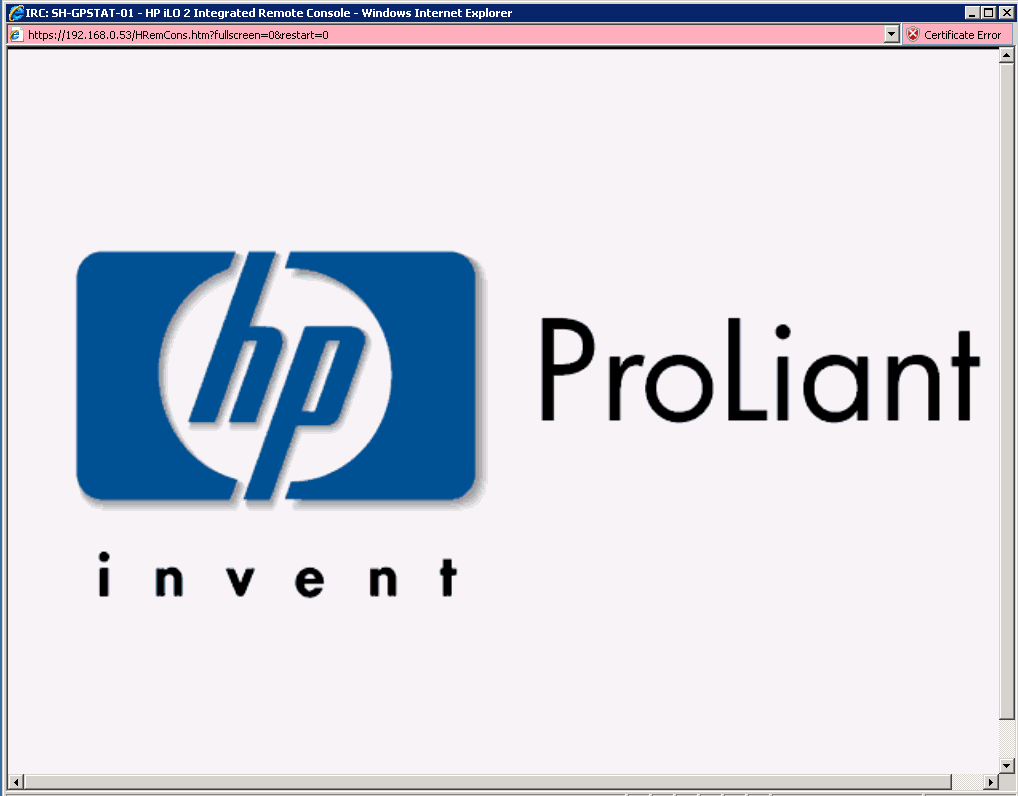 IRC: SH-GPSTAT-01 - HP iLO 2 Integrated Remote Console - Windows Internet Explorer
https://192.168.0.53/HRemCons.htm?fullscreen=0&restart=0
Certificate Error
hp
ProLiant
invent